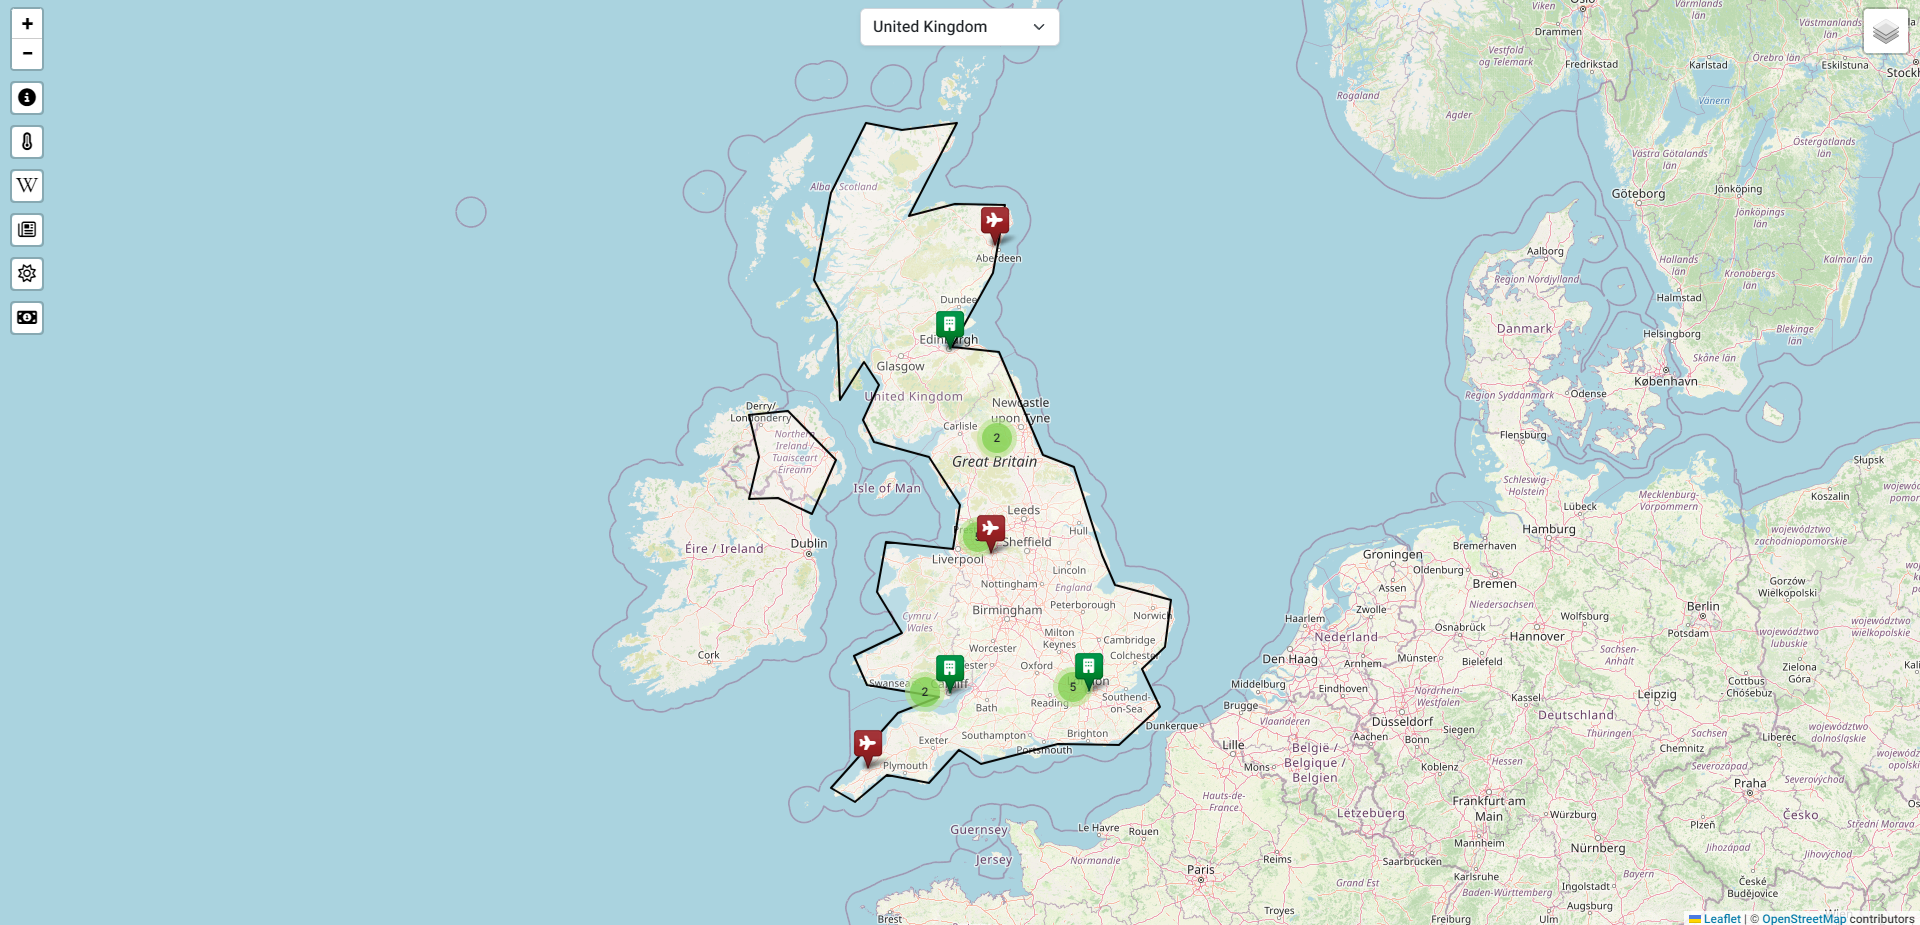 +
United Kingdom
−
W
Viken
Oslo
Drammen
Vestfold
og Telemark
Fredrikstad
Värmlands
län
Karlstad
Örebro län
Västmanlands
län
Eskilstuna
Stockh
Rogaland
Agder
Vänern
Östergötlands
län
Västra Götalands
län
Göteborg
Jönköping
Jönköpings
län
Alba / Scotland
Aberdeen
Aalborg
Region Nordjylland
Hallands
län
Kronobergs
län
Kalmar län
Dundee
Halmstad
Edinburgh
Danmark
Helsingborg
Blekinge
län
Glasgow
Skåne län
København
United Kingdom
Region Syddanmark
Odense
Derry/
Londonderry
Newcastle
upon Tyne
Carlisle
2
Northern
Ireland /
Tuaisceart
Éireann
Great Britain
Flensburg
Słupsk
Isle of Man
Schleswig-
Holstein
Lübeck
Mecklenburg-
Vorpommern
Koszalin
Leeds
Hull
Hamburg
województwo
zachodniopomorskie
Dublin
Sheffield
Liverpool
Éire / Ireland
Groningen
Bremerhaven
Oldenburg
Bremen
Lincoln
England
Nottingham
Assen
Gorzów
Wielkopolski
Birmingham
Peterborough
Norwich
Cymru /
Wales
Zwolle
Niedersachsen
Wolfsburg
Berlin
Potsdam
Haarlem
Nederland
Osnabrück
Hannover
województwo
lubuskie
Milton
Keynes
Cambridge
Worcester
Colchester
Cork
Oxford
Den Haag
Arnhem
Münster
Bielefeld
Sachsen-
Anhalt
Zielona
Góra
Swansea
Cardiff
2
5
Reading
Southend-
on-Sea
Middelburg
Eindhoven
Nordrhein-
Westfalen
Kassel
Leipzig
Cottbus
- Chóśebuz
Bath
Brugge
Dunkerque
Vlaanderen
Düsseldorf
Deutschland
Exeter
Southampton
Brighton
Portsmouth
Plymouth
Lille
België /
Belgique /
Belgien
Aachen
Bonn
Siegen
Thüringen
Sachsen
Chemnitz
Liberec
województwo
dolnośląskie
Mons
Koblenz
Hessen
Ústecký kraj
Severovýchod
Praha
Hauts-de-
France
Frankfurt am
Main
Würzburg
Lëtzebuerg
Plzeň
Česko
Střední Morava
Guernsey
Le Havre
Rouen
Jersey
Normandie
Reims
Saarbrücken
Mannheim
Nürnberg
Jihozápad
Jihovýchod
Paris
Karlsruhe
Baden-Württemberg
Bayern
Ingolstadt
České
Budějovice
Grand Est
Brest
Troyes
Freiburg
Ulm
Augsburg
Leaflet | © OpenStreetMap contributors